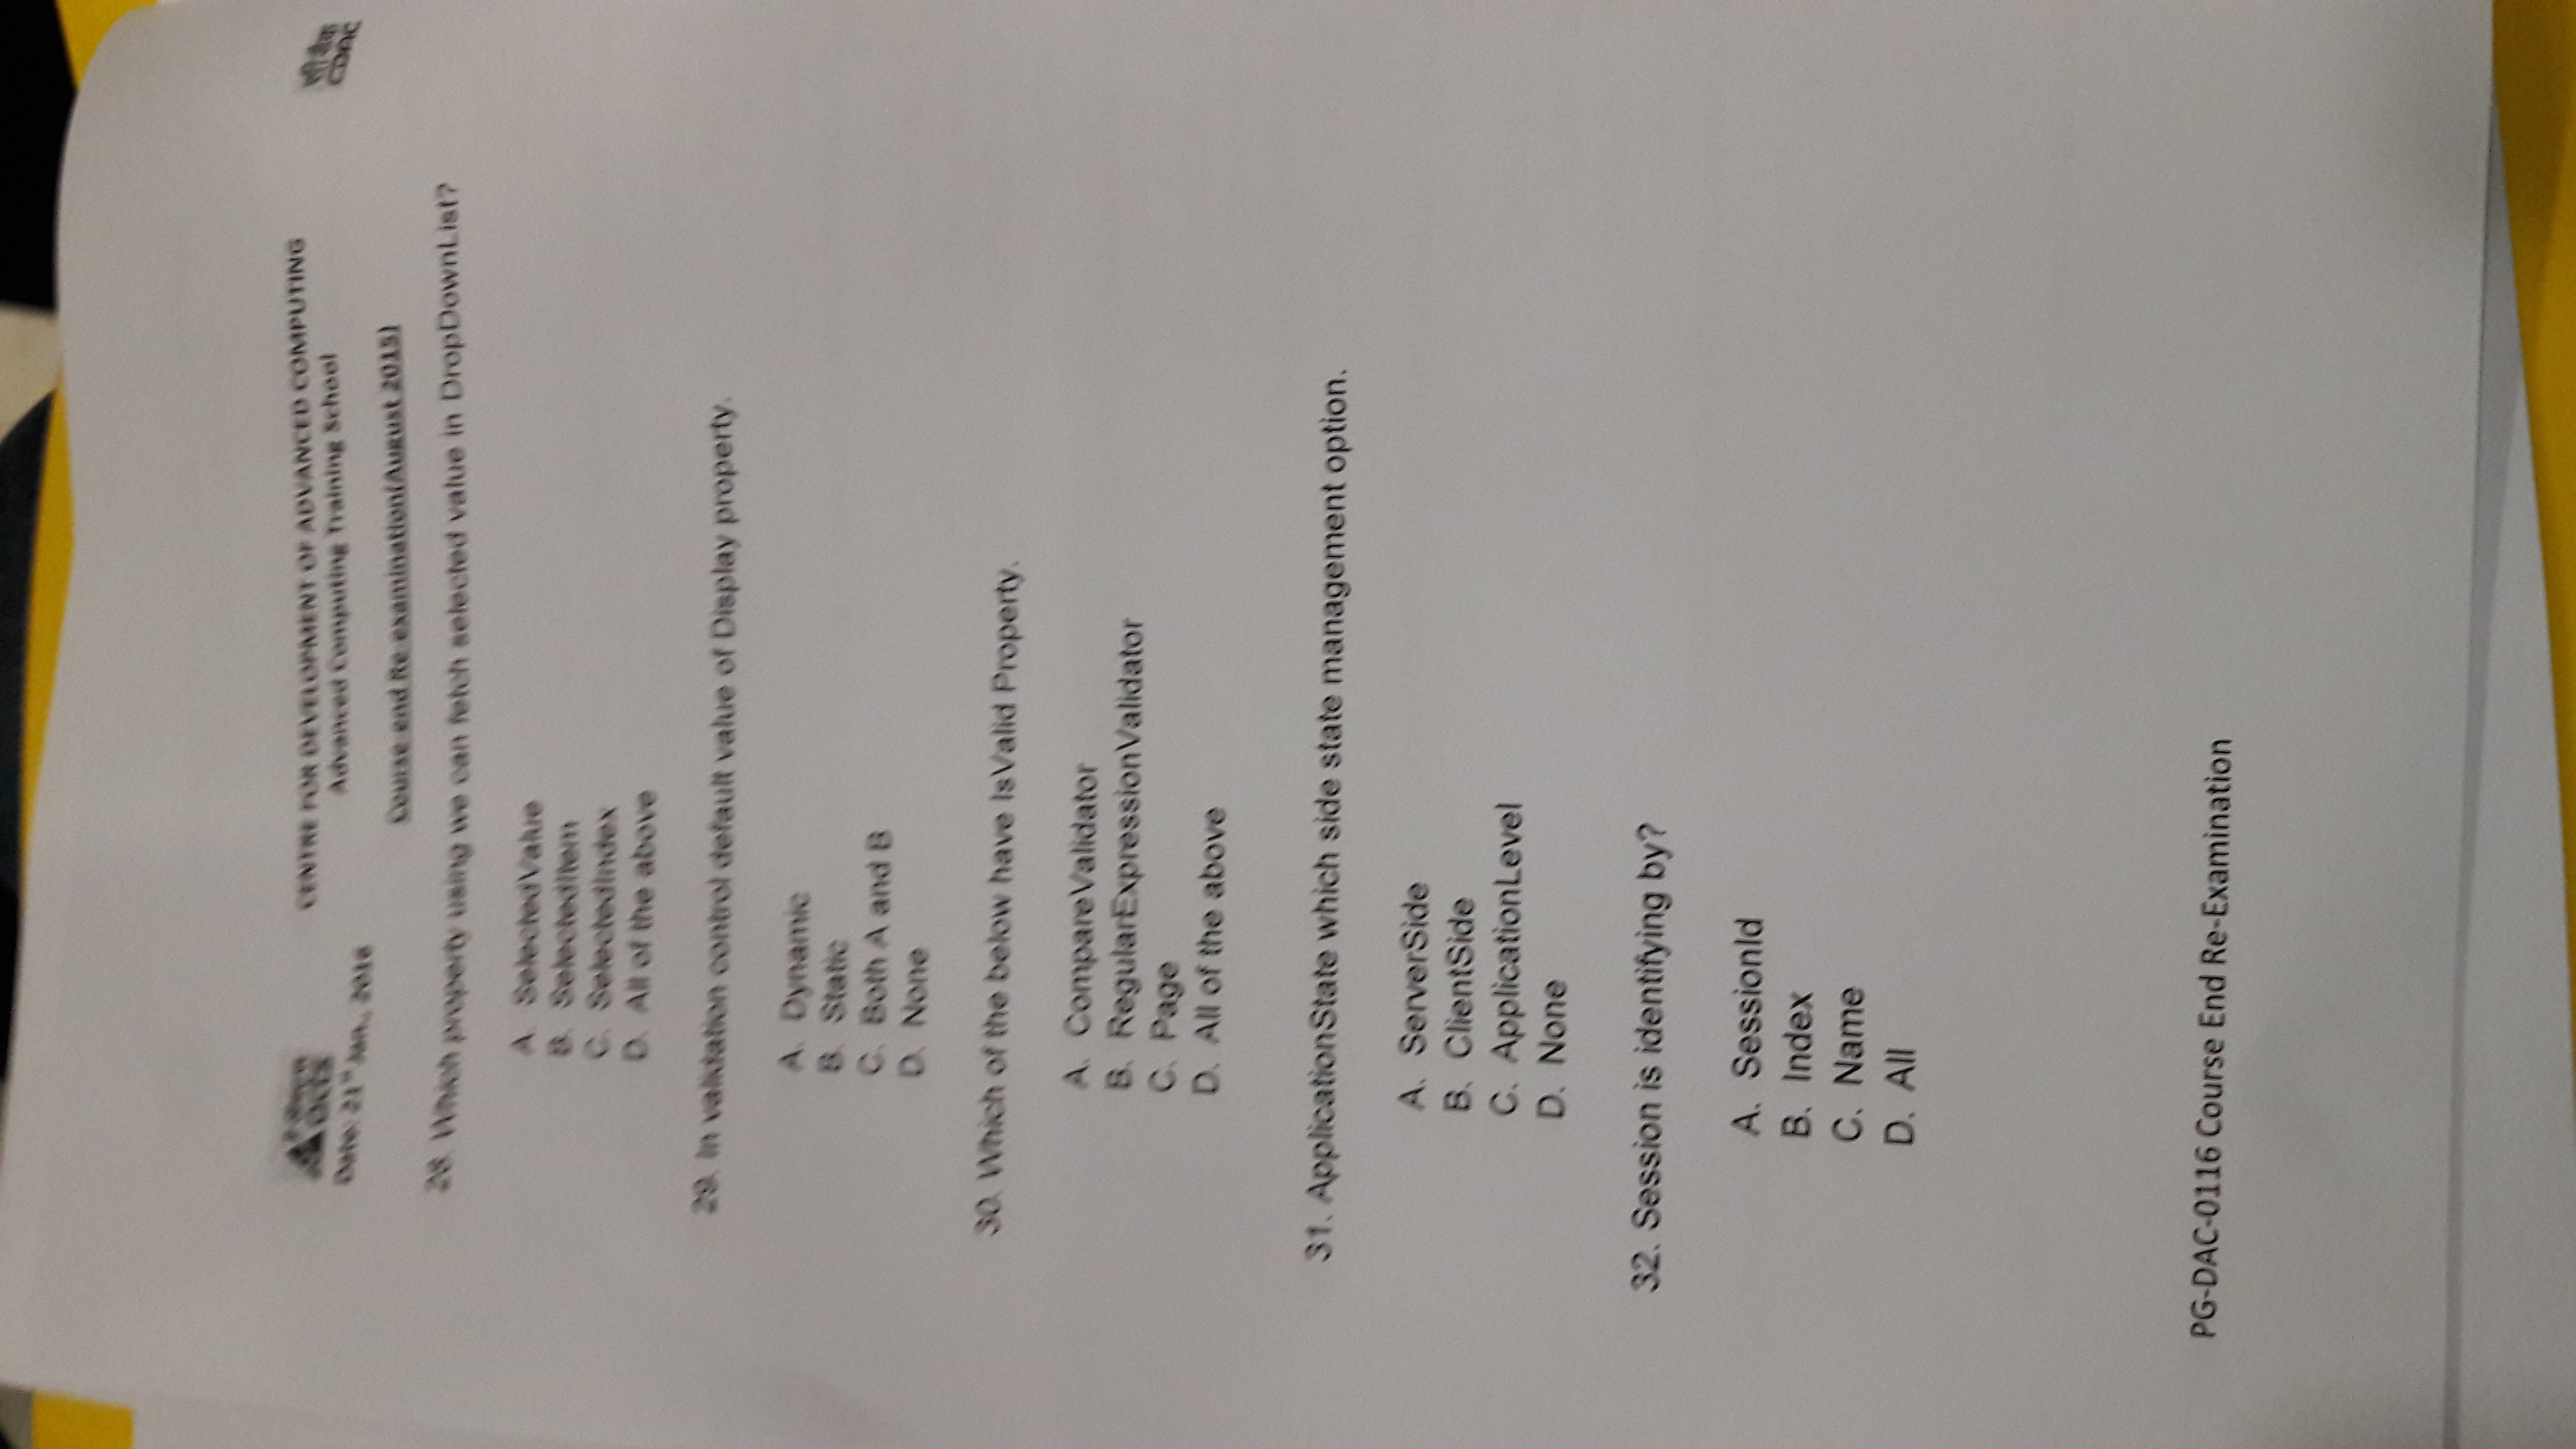 acts
CENTRE FOR DEVELOPMENT OF ADVANCED COMPUTING
Advanced Computing Training School
सी डैक
CDAC
Date: 21st Jan., 2016
Course end Re-examination(August 2015)
28. Which property using we can fetch selected value in DropDownList?
A. SelectedValue
B. SelectedItem
C. SelectedIndex
D. All of the above
29. In validation control default value of Display property.
A. Dynamic
B. Static
C. Both A and B
D. None
30. Which of the below have IsValid Property.
A. CompareValidator
B. RegularExpressionValidator
C. Page
D. All of the above
31. ApplicationState which side state management option.
A. ServerSide
B. ClientSide
C. ApplicationLevel
D. None
32. Session is identifying by?
A. SessionId
B. Index
C. Name
D. All
PG-DAC-0116 Course End Re-Examination